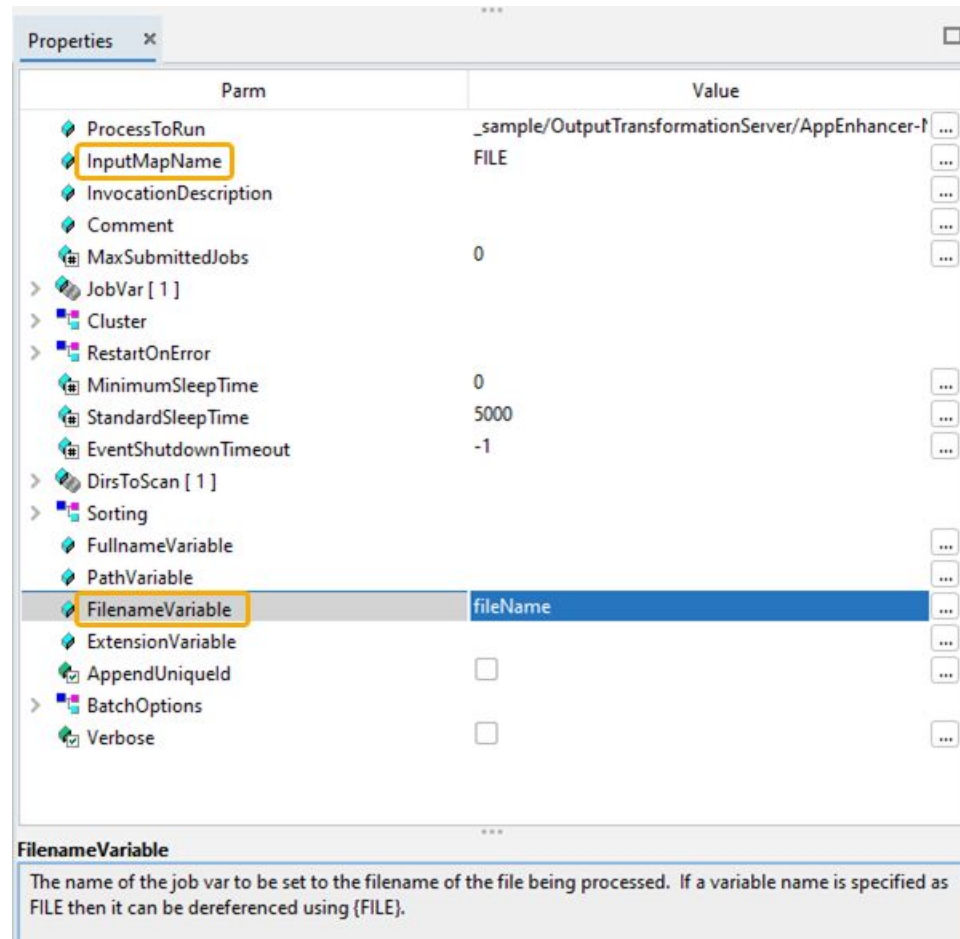 Properties
Parm Value
ProcessToRun _sample/OutputTransformationServer/AppEnhancer- ...
InputMapName FILE ...
InvocationDescription ...
Comment ...
MaxSubmittedJobs 0 ...
JobVar [ 1 ]
Cluster
RestartOnError
MinimumSleepTime 0 ...
StandardSleepTime 5000 ...
EventShutdownTimeout -1 ...
DirsToScan [ 1 ]
Sorting
FullnameVariable ...
PathVariable ...
FilenameVariable fileName ...
ExtensionVariable ...
AppendUniqueId ...
BatchOptions
Verbose ...
FilenameVariable
The name of the job var to be set to the filename of the file being processed.  If a variable name is specified as
FILE then it can be dereferenced using {FILE}.